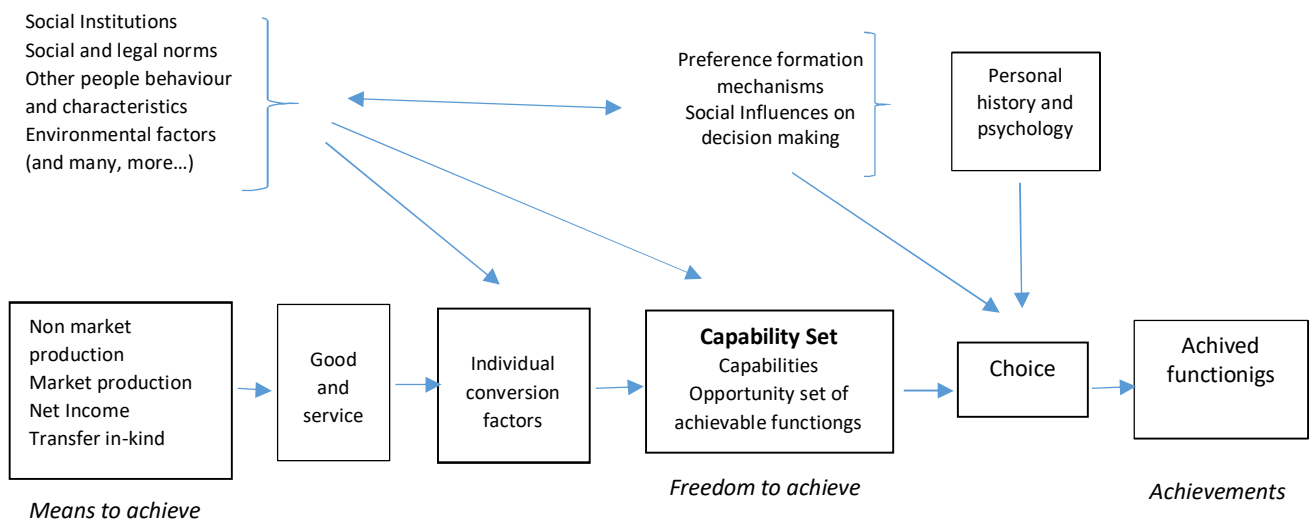 Social Institutions
Social and legal norms
Other people behaviour
and characteristics
Environmental factors
(and many, more…)
Preference formation
mechanisms
Social Influences on
decision making
Personal
history and
psychology
Non market
production
Market production
Net Income
Transfer in-kind
Good
and
service
Individual
conversion
factors
Capability Set
Capabilities
Opportunity set of
achievable functiongs
Choice
Achived
functionigs
Means to achieve
Freedom to achieve
Achievements